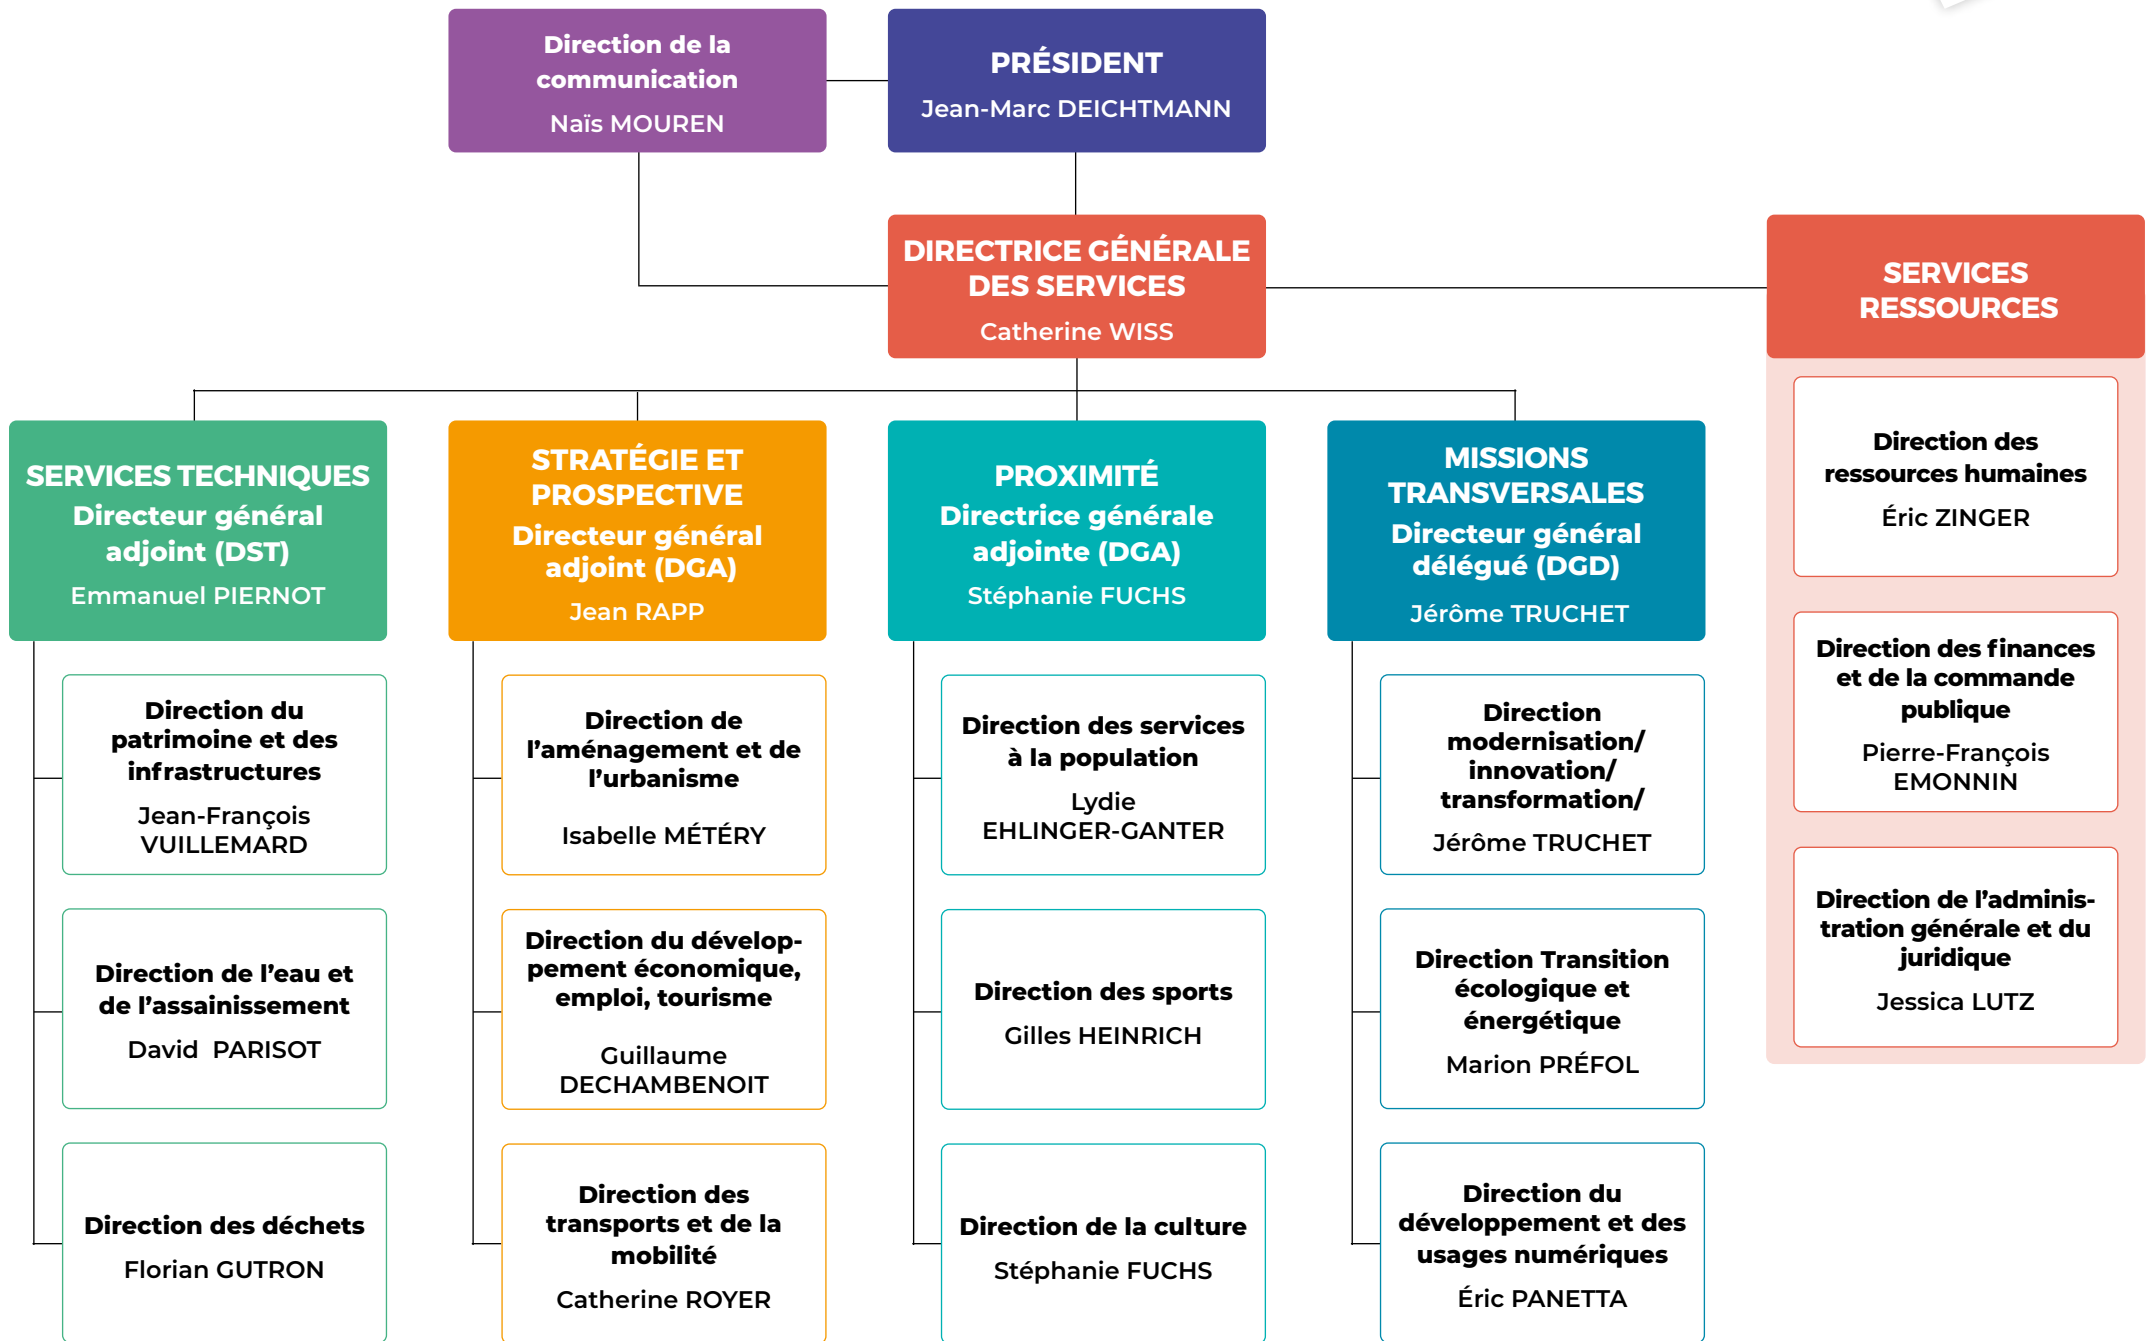 Direction de la
communication
Naïs MOUREN
PRÉSIDENT
Jean-Marc DEICHTMANN
DIRECTRICE GÉNÉRALE
DES SERVICES
Catherine WISS
SERVICES
RESSOURCES
Direction des
ressources humaines
Éric ZINGER
Direction des finances
et de la commande
publique
Pierre-François
EMONNIN
Direction de l’adminis-
tration générale et du
juridique
Jessica LUTZ
SERVICES TECHNIQUES
Directeur général
adjoint (DST)
Emmanuel PIERNOT
Direction du
patrimoine et des
infrastructures
Jean-François
VUILLEMARD
Direction de l’eau et
de l’assainissement
David  PARISOT
Direction des déchets
Florian GUTRON
STRATÉGIE ET
PROSPECTIVE
Directeur général
adjoint (DGA)
Jean RAPP
Direction de
l’aménagement et de
l’urbanisme
Isabelle MÉTÉRY
Direction du dévelop-
pement économique,
emploi, tourisme
Guillaume
DECHAMBENOIT
Direction des
transports et de la
mobilité
Catherine ROYER
PROXIMITÉ
Directrice générale
adjointe (DGA)
Stéphanie FUCHS
Direction des services
à la population
Lydie
EHLINGER-GANTER
Direction des sports
Gilles HEINRICH
Direction de la culture
Stéphanie FUCHS
MISSIONS
TRANSVERSALES
Directeur général
délégué (DGD)
Jérôme TRUCHET
Direction
modernisation/
innovation/
transformation/
Jérôme TRUCHET
Direction Transition
écologique et
énergétique
Marion PRÉFOL
Direction du
développement et des
usages numériques
Éric PANETTA